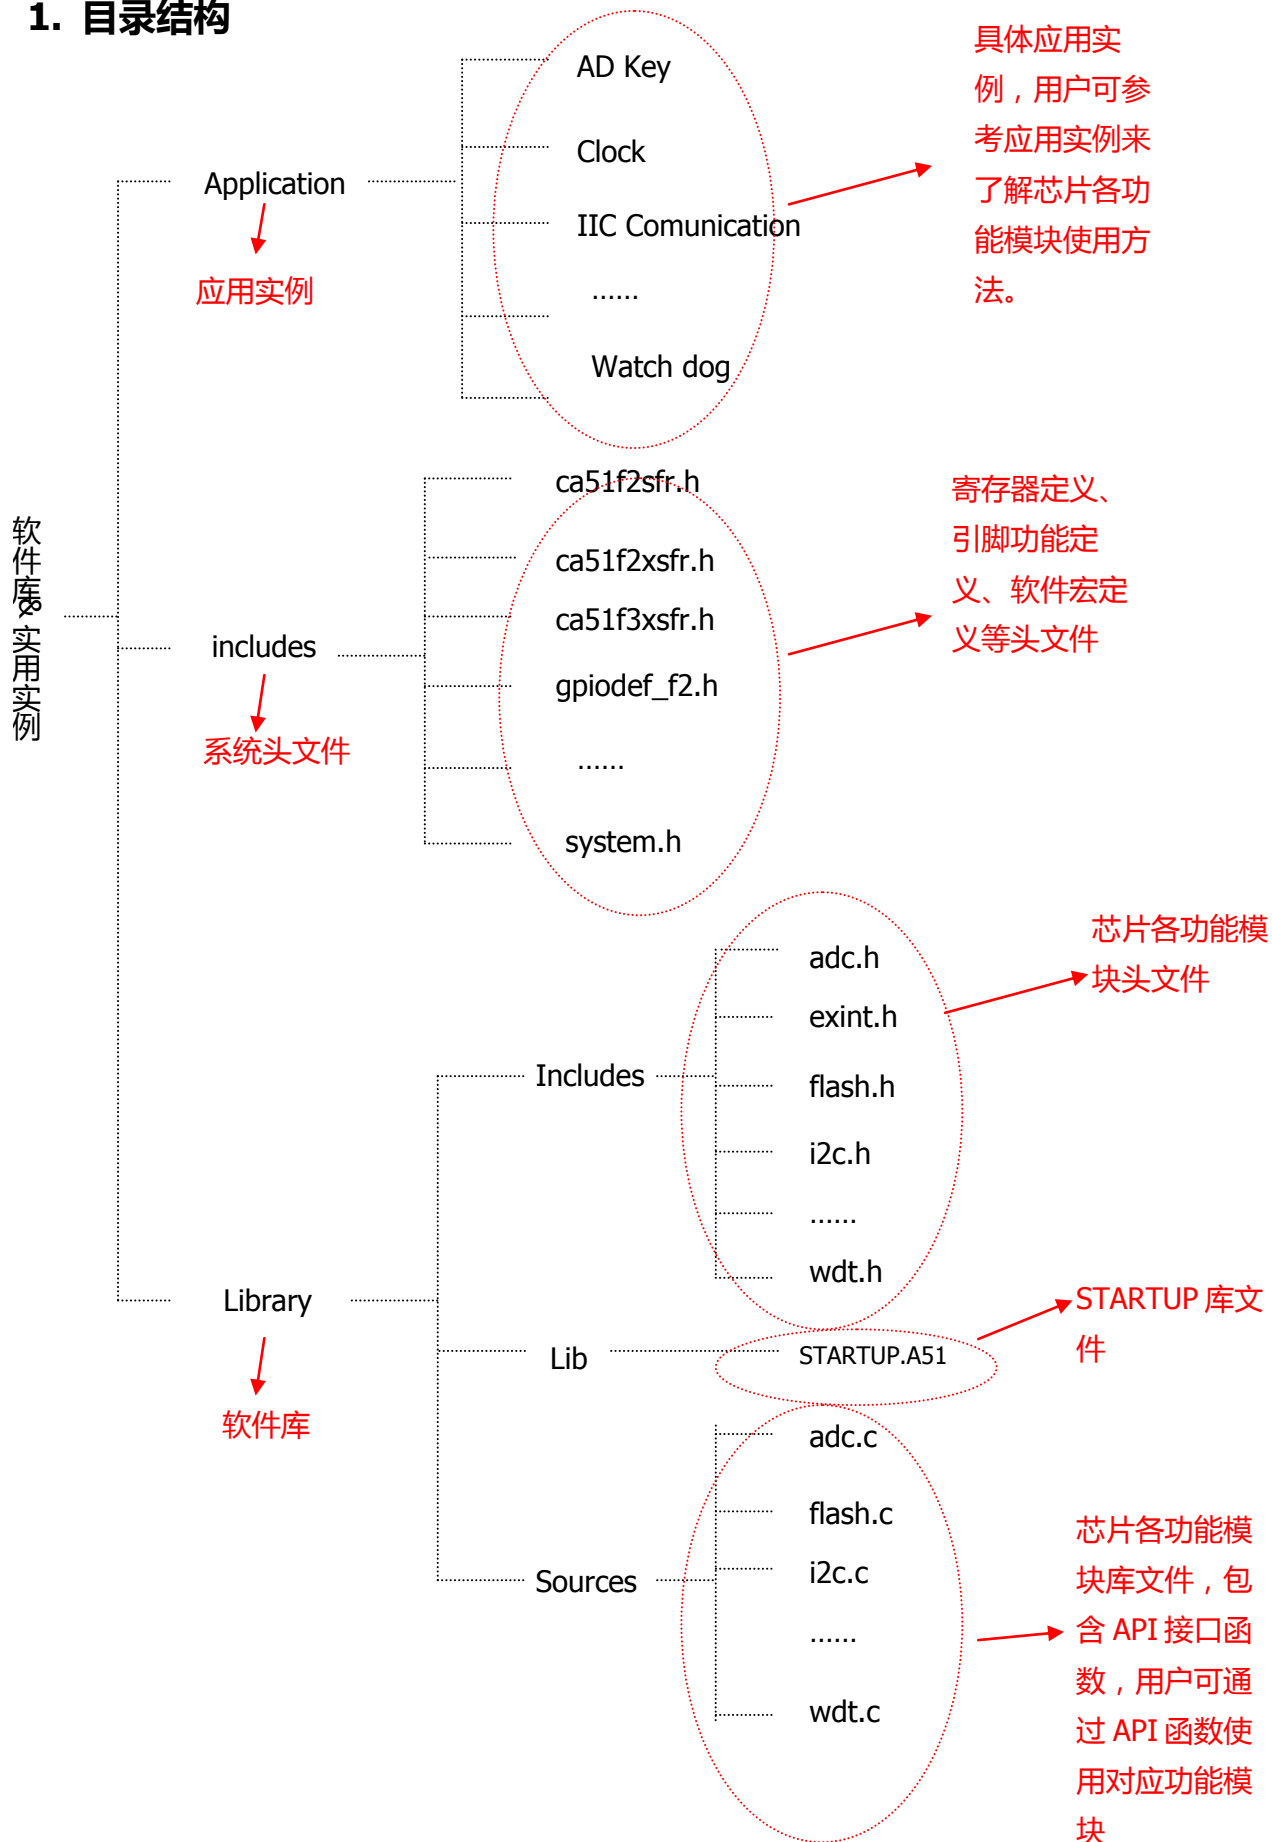 1. 目录结构
AD Key
Clock
Application
IIC Comunication
……
Watch dog
应用实例
具体应用实
例，用户可参
考应用实例来
了解芯片各功
能模块使用方
法。
软件库&实用实例
ca51f2sfr.h
ca51f2xsfr.h
ca51f3xsfr.h
includes
gpiodef_f2.h
……
system.h
系统头文件
寄存器定义、
引脚功能定
义、软件宏定
义等头文件
adc.h
exint.h
Includes
flash.h
i2c.h
……
wdt.h
芯片各功能模
块头文件
Library
软件库
Lib
STARTUP.A51
STARTUP 库文
件
adc.c
flash.c
i2c.c
Sources
……
wdt.c
芯片各功能模
块库文件，包
含 API 接口函
数，用户可通
过 API 函数使
用对应功能模
块